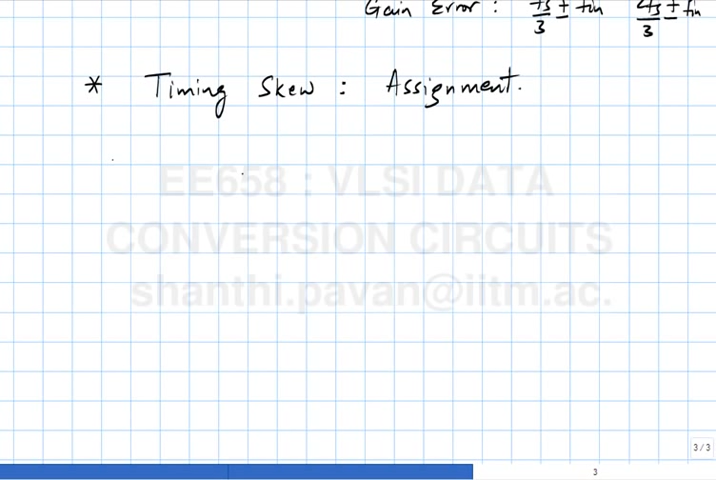 Gain Error : fs/3 ± fin 2fs/3 ± fin
* Timing Skew : Assignment.
EE658 : VLSI DATA
CONVERSION CIRCUITS
shanthi.pavan@iitm.ac.
3/3
3